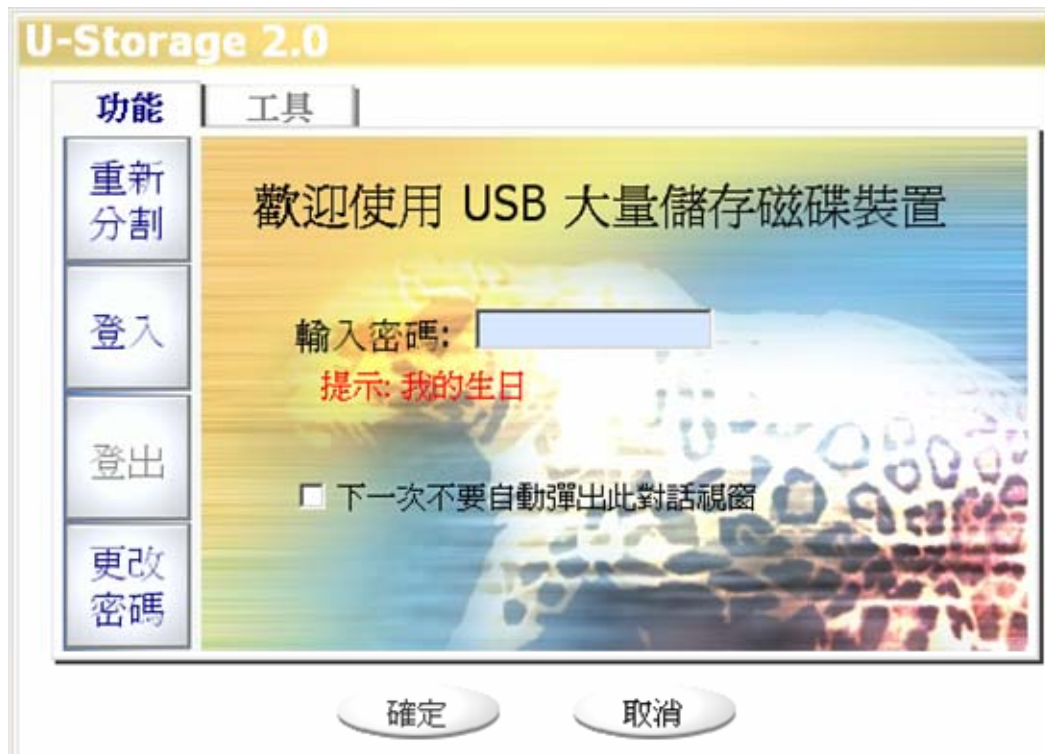 U-Storage 2.0
功能
工具
重新
分割
登入
登出
更改
密碼
歡迎使用 USB 大量儲存磁碟裝置
輸入密碼:
提示: 我的生日
下一次不要自動彈出此對話視窗
確定
取消